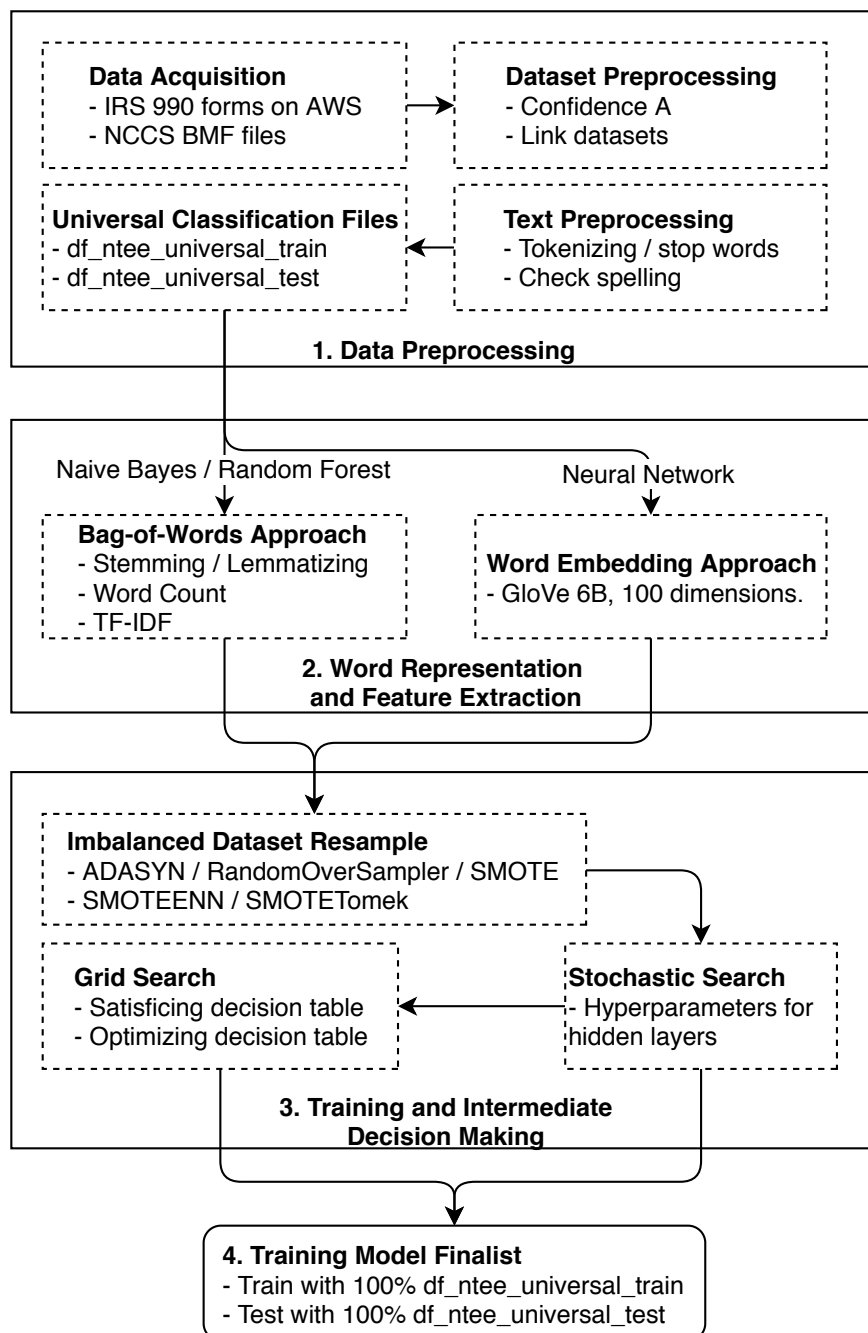 Data Acquisition
- IRS 990 forms on AWS
- NCCS BMF files
Dataset Preprocessing
- Confidence A
- Link datasets
Universal Classification Files
- df_ntee_universal_train
- df_ntee_universal_test
Text Preprocessing
- Tokenizing / stop words
- Check spelling
1. Data Preprocessing
Naive Bayes / Random Forest
Neural Network
Bag-of-Words Approach
- Stemming / Lemmatizing
- Word Count
- TF-IDF
Word Embedding Approach
- GloVe 6B, 100 dimensions.
2. Word Representation
and Feature Extraction
Imbalanced Dataset Resample
- ADASYN / RandomOverSampler / SMOTE
- SMOTEENN / SMOTETomek
Grid Search
- Satisficing decision table
- Optimizing decision table
Stochastic Search
- Hyperparameters for
hidden layers
3. Training and Intermediate
Decision Making
4. Training Model Finalist
- Train with 100% df_ntee_universal_train
- Test with 100% df_ntee_universal_test